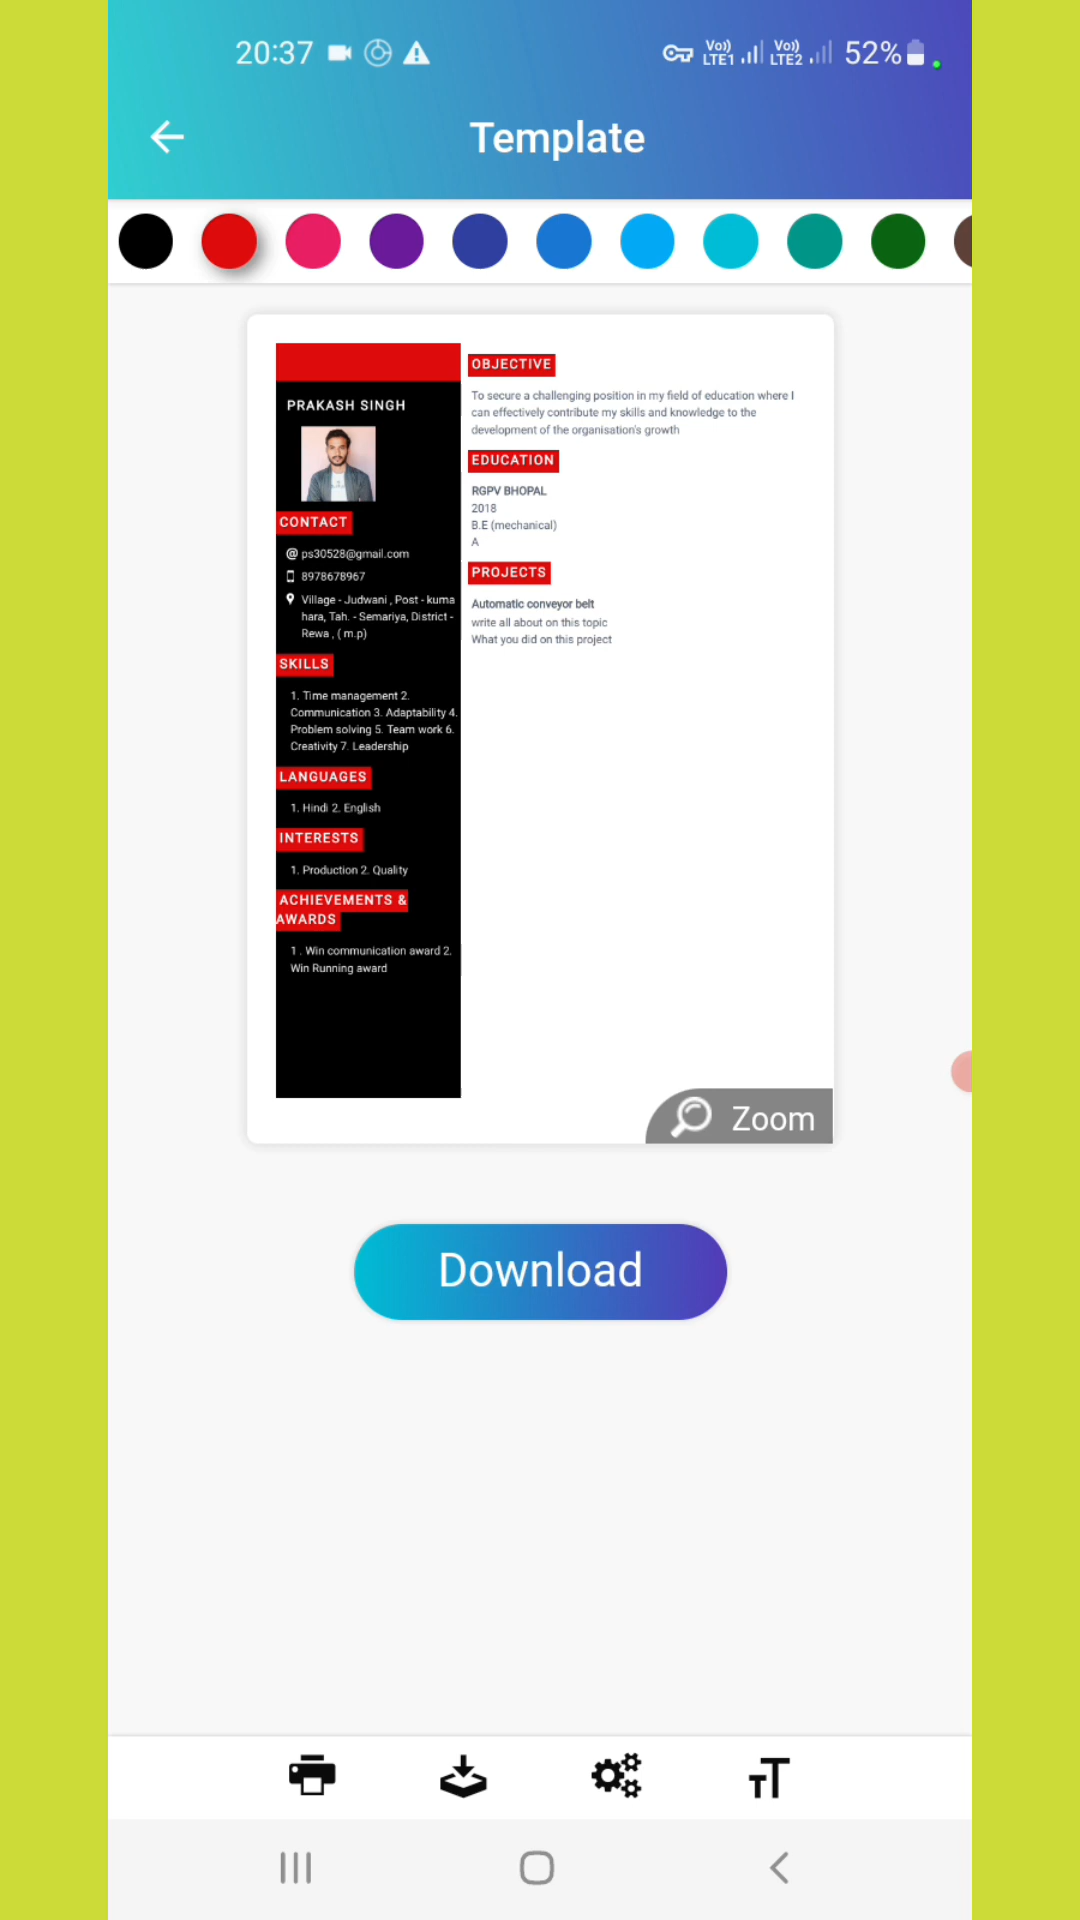 20:37
Vo)) LTE1 Vo)) LTE2 52%
Template
PRAKASH SINGH
CONTACT
@ ps30528@gmail.com
8978678967
Village - Judwani , Post - kuma
hara, Tah. - Semariya, District -
Rewa , ( m.p)
SKILLS
1. Time management 2.
Communication 3. Adaptability 4.
Problem solving 5. Team work 6.
Creativity 7. Leadership
LANGUAGES
1. Hindi 2. English
INTERESTS
1. Production 2. Quality
ACHIEVEMENTS &
AWARDS
1 . Win communication award 2.
Win Running award
OBJECTIVE
To secure a challenging position in my field of education where I
can effectively contribute my skills and knowledge to the
development of the organisation's growth
EDUCATION
RGPV BHOPAL
2018
B.E (mechanical)
A
PROJECTS
Automatic conveyor belt
write all about on this topic
What you did on this project
Zoom
Download
TT